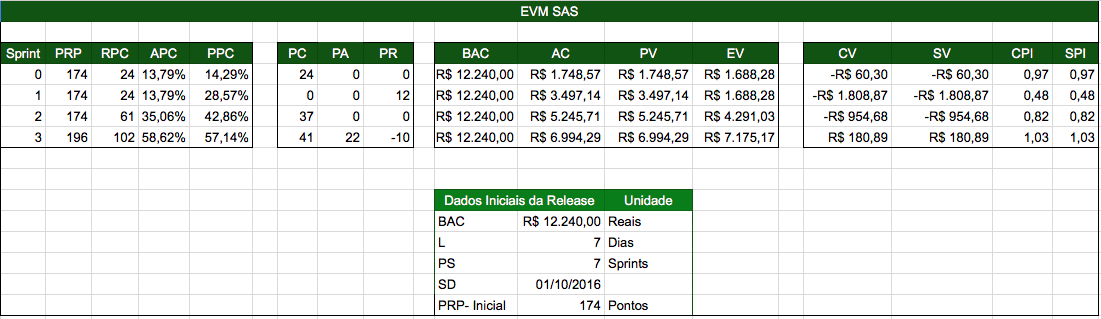 EVM SAS
Sprint PRP RPC APC PPC PC PA PR BAC AC PV EV CV SV CPI SPI
0 174 24 13,79% 14,29% 24 0 0 R$ 12.240,00 R$ 1.748,57 R$ 1.748,57 R$ 1.688,28 -R$ 60,30 -R$ 60,30 0,97 0,97
1 174 24 13,79% 28,57% 0 0 12 R$ 12.240,00 R$ 3.497,14 R$ 3.497,14 R$ 1.688,28 -R$ 1.808,87 -R$ 1.808,87 0,48 0,48
2 174 61 35,06% 42,86% 37 0 0 R$ 12.240,00 R$ 5.245,71 R$ 5.245,71 R$ 4.291,03 -R$ 954,68 -R$ 954,68 0,82 0,82
3 196 102 58,62% 57,14% 41 22 -10 R$ 12.240,00 R$ 6.994,29 R$ 6.994,29 R$ 7.175,17 R$ 180,89 R$ 180,89 1,03 1,03
Dados Iniciais da Release Unidade
BAC R$ 12.240,00 Reais
L 7 Dias
PS 7 Sprints
SD 01/10/2016
PRP- Inicial 174 Pontos